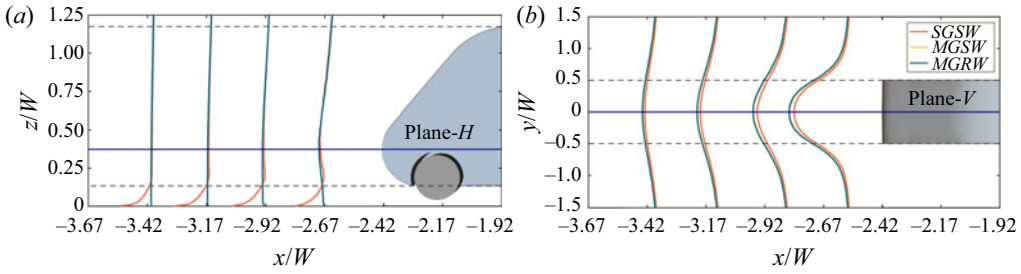 (a)
1.25
1.00
0.75
0.50
0.25
0
z/W
Plane-H
−3.67 −3.42 −3.17 −2.92 −2.67 −2.42 −2.17 −1.92
x/W
(b)
1.5
1.0
0.5
0
−0.5
−1.0
−1.5
y/W
SGSW
MGSW
MGRW
Plane-V
−3.67 −3.42 −3.17 −2.92 −2.67 −2.42 −2.17 −1.92
x/W